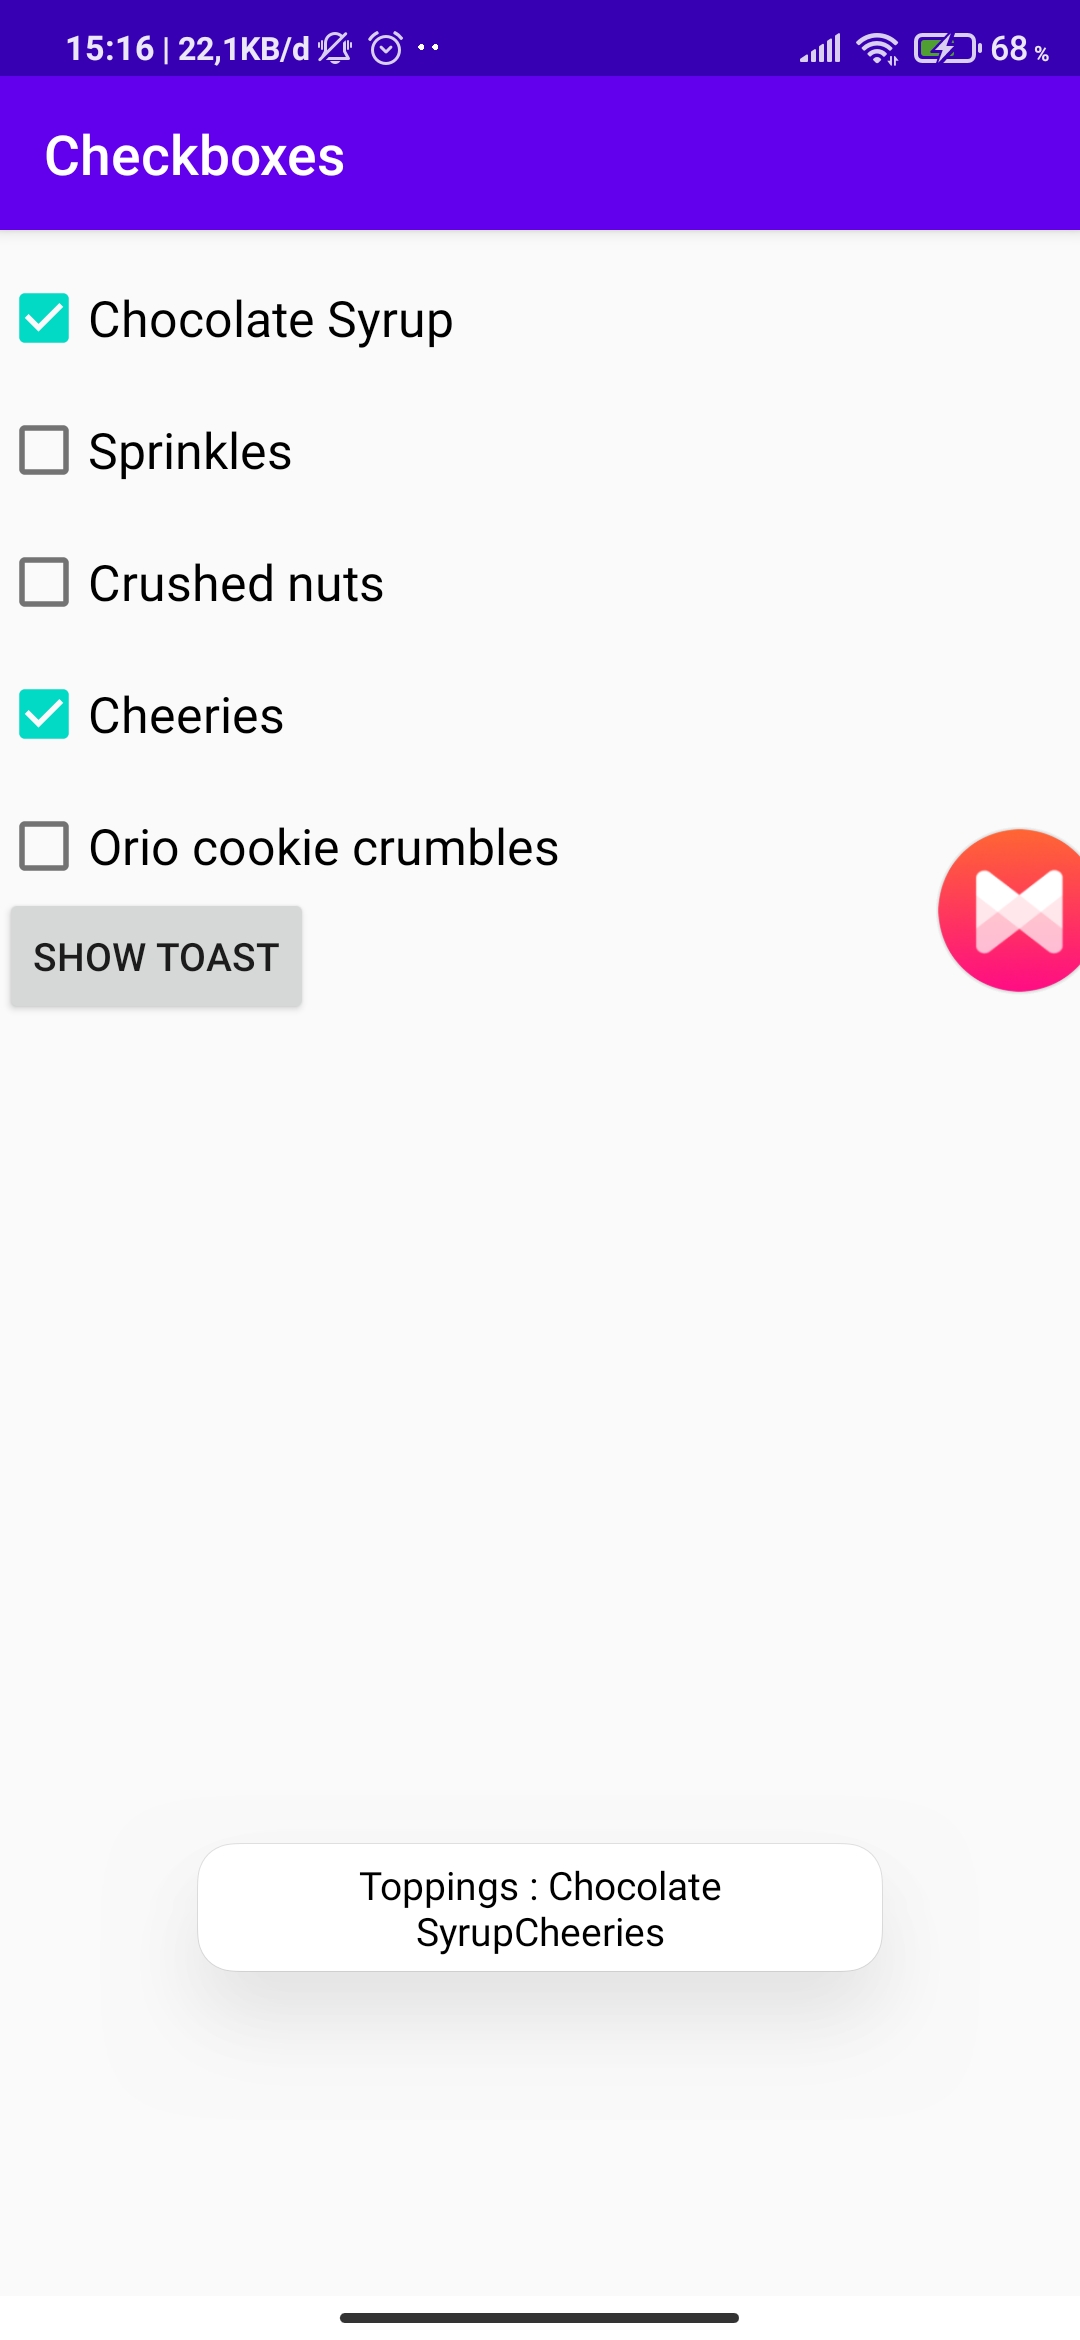 15:16 | 22,1KB/d
68 %
Checkboxes
Chocolate Syrup
Sprinkles
Crushed nuts
Cheeries
Orio cookie crumbles
SHOW TOAST
Toppings : Chocolate
SyrupCheeries